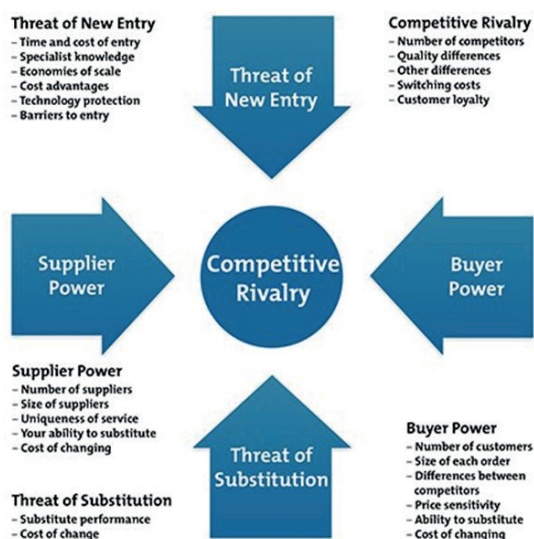 Threat of New Entry
– Time and cost of entry
– Specialist knowledge
– Economies of scale
– Cost advantages
– Technology protection
– Barriers to entry
Threat of
New Entry
Competitive Rivalry
– Number of competitors
– Quality differences
– Other differences
– Switching costs
– Customer loyalty
Supplier
Power
Competitive
Rivalry
Buyer
Power
Supplier Power
– Number of suppliers
– Size of suppliers
– Uniqueness of service
– Your ability to substitute
– Cost of changing
Threat of Substitution
– Substitute performance
– Cost of change
Threat of
Substitution
Buyer Power
– Number of customers
– Size of each order
– Differences between
competitors
– Price sensitivity
– Ability to substitute
– Cost of changing